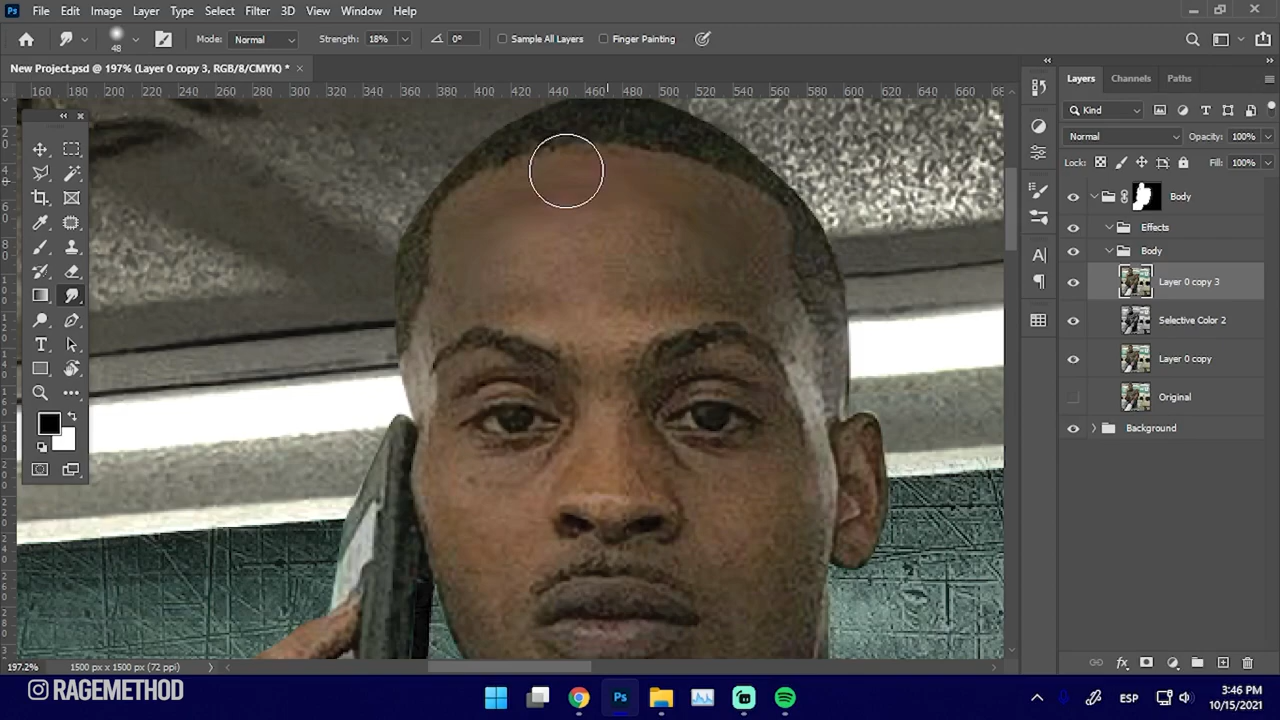 Ps File Edit Image Layer Type Select Filter 3D View Window Help
48 Mode: Normal Strength: 18% 0° Sample All Layers Finger Painting
New Project.psd @ 197% (Layer 0 copy 3, RGB/8/CMYK) *
160 180 200 220 240 260 280 300 320 340 360 380 400 420 440 460 480 500 520 540 560 580 600 620 640 660
Layers Channels Paths
Kind
Normal Opacity: 100%
Lock: Fill: 100%
Body
Effects
Body
Layer 0 copy 3
Selective Color 2
Layer 0 copy
Original
Background
197.2% 1500 px x 1500 px (72 ppi)
RAGEMETHOD
Ps
ESP
3:46 PM
10/15/2021